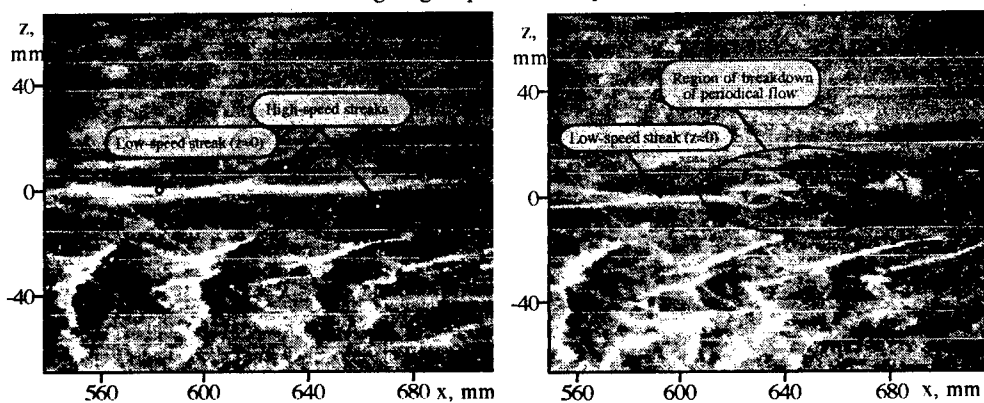 z,
mm
40
0
-40
High-speed streaks
Low-speed streak (z=0)
560
600
640
680 x, mm
z,
mm
40
0
-40
Region of breakdown
of periodical flow
Low-speed streak (z=0)
560
600
640
680 x, mm